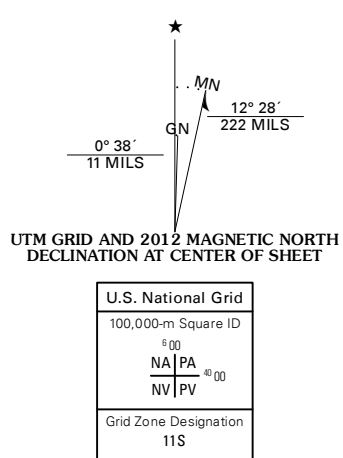 ★
MN
GN
12° 28´
222 MILS
0° 38´
11 MILS
UTM GRID AND 2012 MAGNETIC NORTH
DECLINATION AT CENTER OF SHEET
U.S. National Grid
100,000-m Square ID
⁶00
NA PA
⁴⁰00
NV PV
Grid Zone Designation
11S